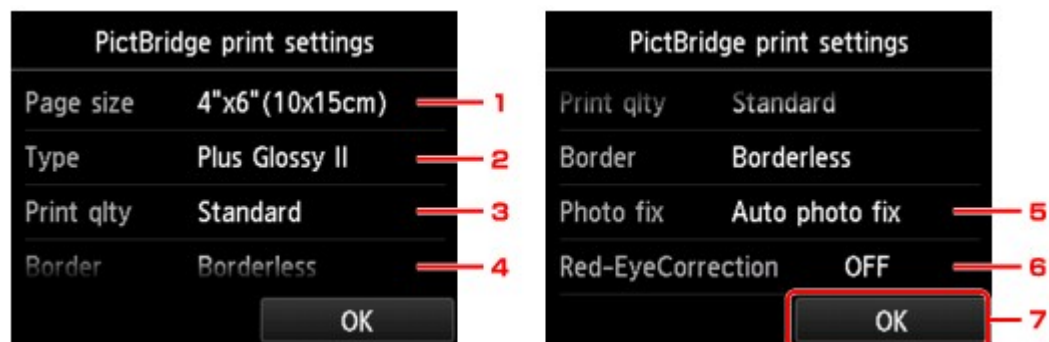 PictBridge print settings
Page size 4"x6"(10x15cm) 1
Type Plus Glossy II 2
Print qlty Standard 3
Border Borderless 4
OK
PictBridge print settings
Print qlty Standard
Border Borderless
Photo fix Auto photo fix 5
Red-EyeCorrection OFF 6
OK 7